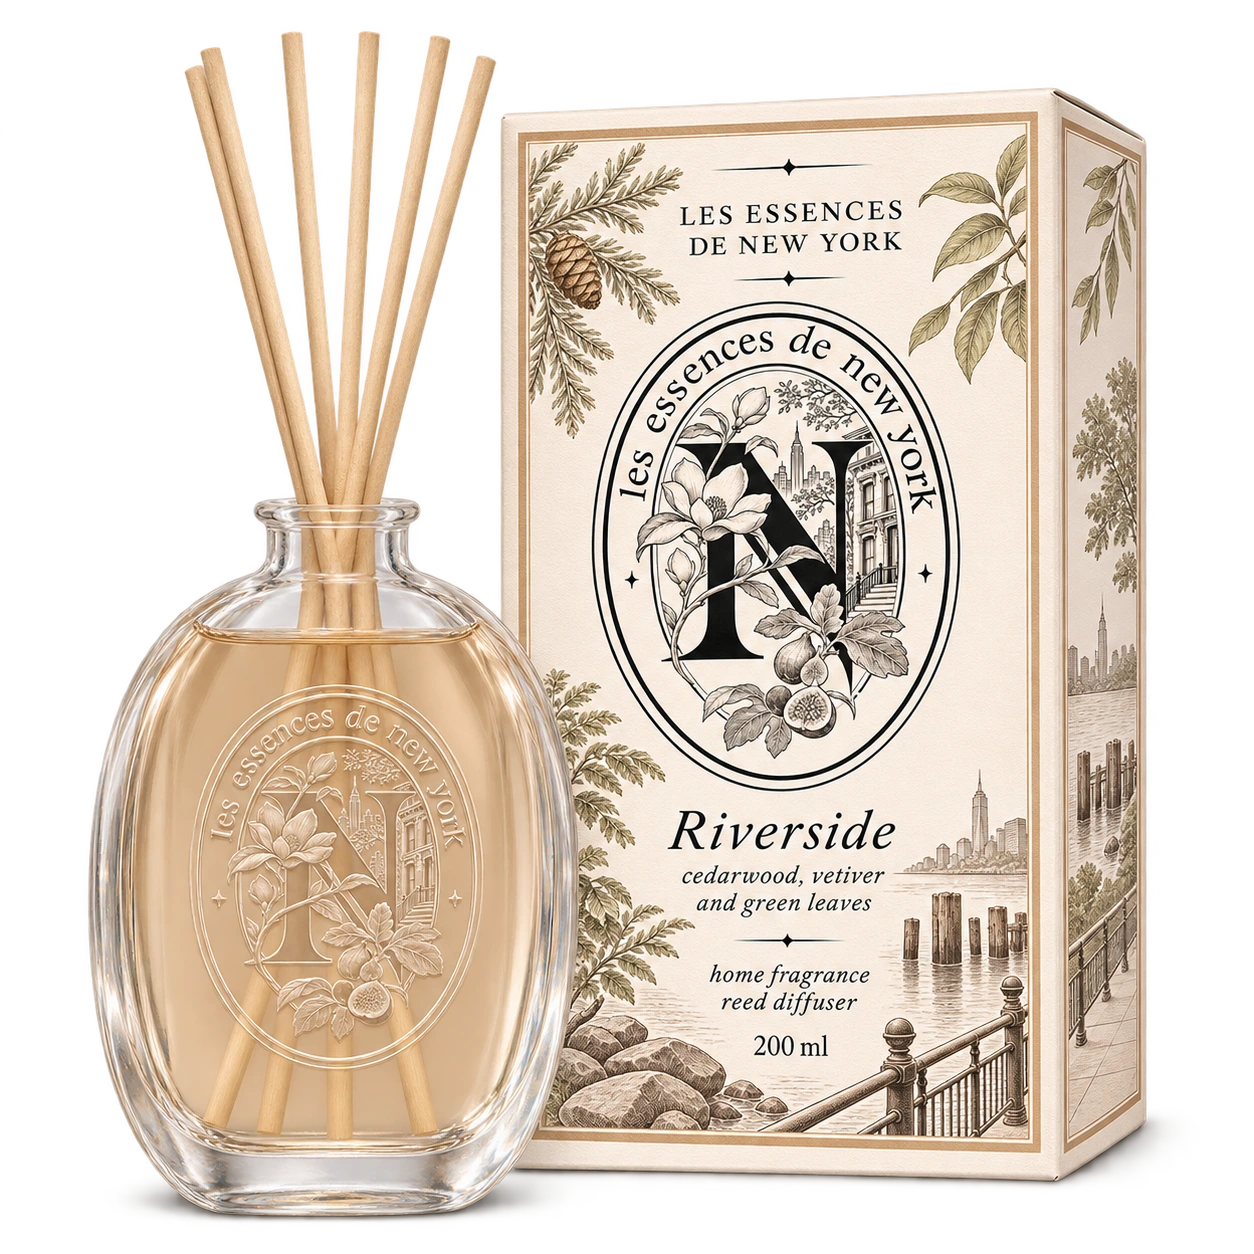 LES ESSENCES
DE NEW YORK
les essences de new york
N
Riverside
cedarwood, vetiver
and green leaves
home fragrance
reed diffuser
200 ml
les essences de new york
N